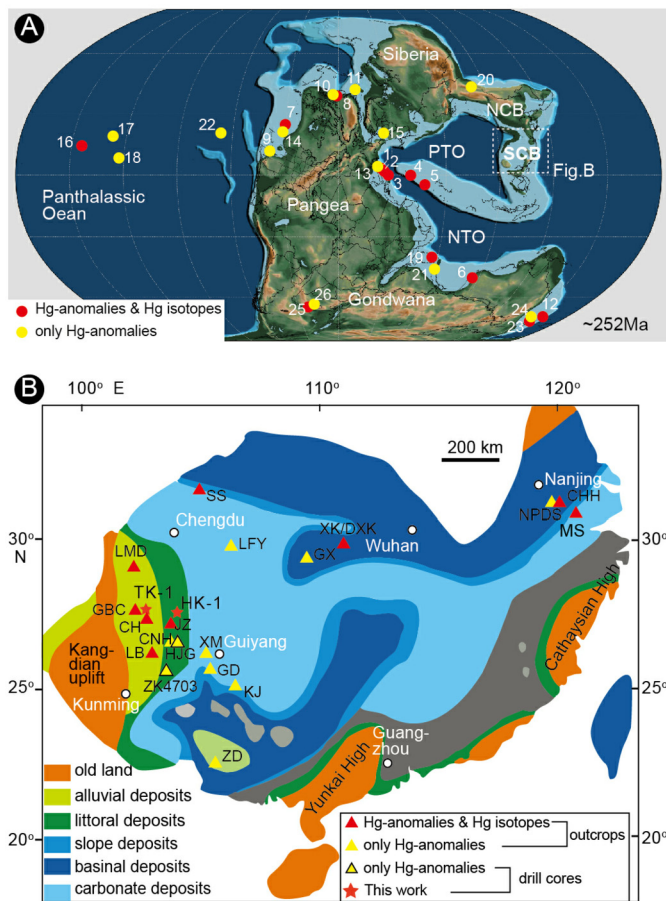 A
Siberia
11
20
10
8
NCB
17
7
16
22
14
15
PTO
SCB
18
9
1
2
4
Fig.B
13
3
5
Panthalassic
Oean
Pangea
NTO
19
21
6
26
25
Gondwana
24
12
23
Hg-anomalies & Hg isotopes
only Hg-anomalies
~252Ma
B
100° E
110°
120°
200 km
Nanjing
SS
CHH
Chengdu
XK/DXK
NPDS
30°
N
LFY
GX
Wuhan
MS
LMD
TK-1
HK-1
GBC
CH
JZ
CNH
XM
Guiyang
Kang-
dian
uplift
LB
HJG
GD
Cathaysian High
25°
ZK4703
KJ
Kunming
Guang-
zhou
ZD
Yunkai High
old land
alluvial deposits
littoral deposits
slope deposits
basinal deposits
carbonate deposits
20°
20°
Hg-anomalies & Hg isotopes
only Hg-anomalies
outcrops
only Hg-anomalies
This work
drill cores